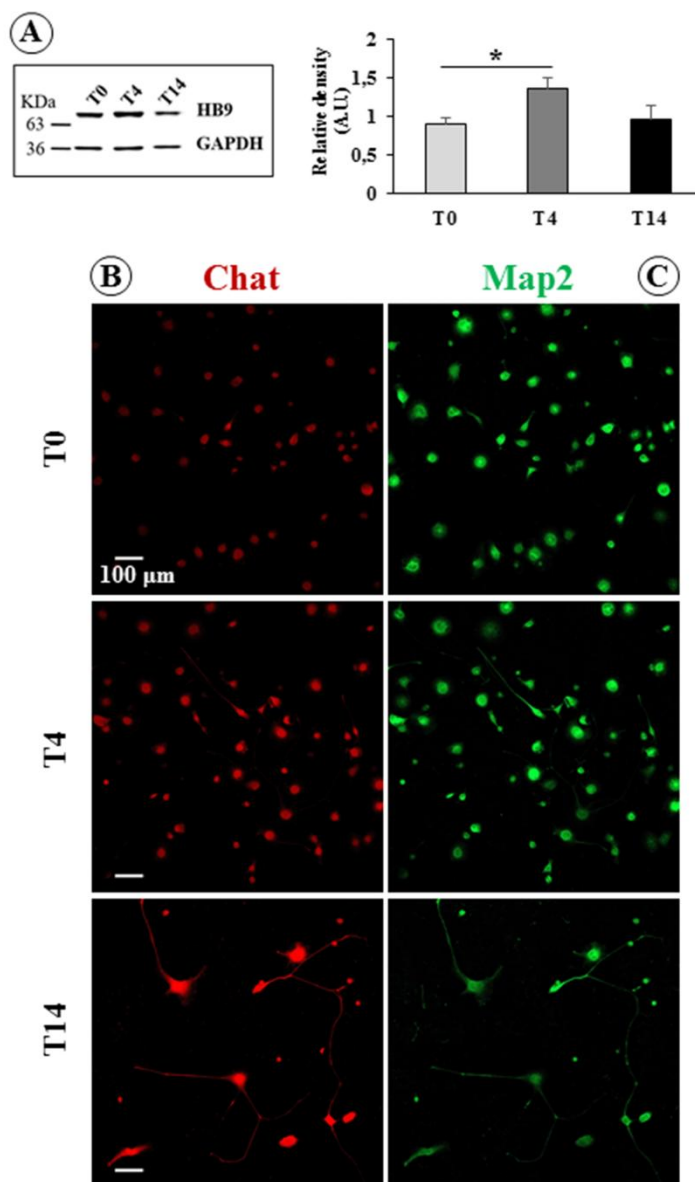 A
KDa
T0 T4 T14
HB9
63
GAPDH
36
Relative density
(A.U.)
2
1,5
1
0,5
0
*
T0 T4 T14
B Chat Map2 C
T0
100 µm
T4
T14